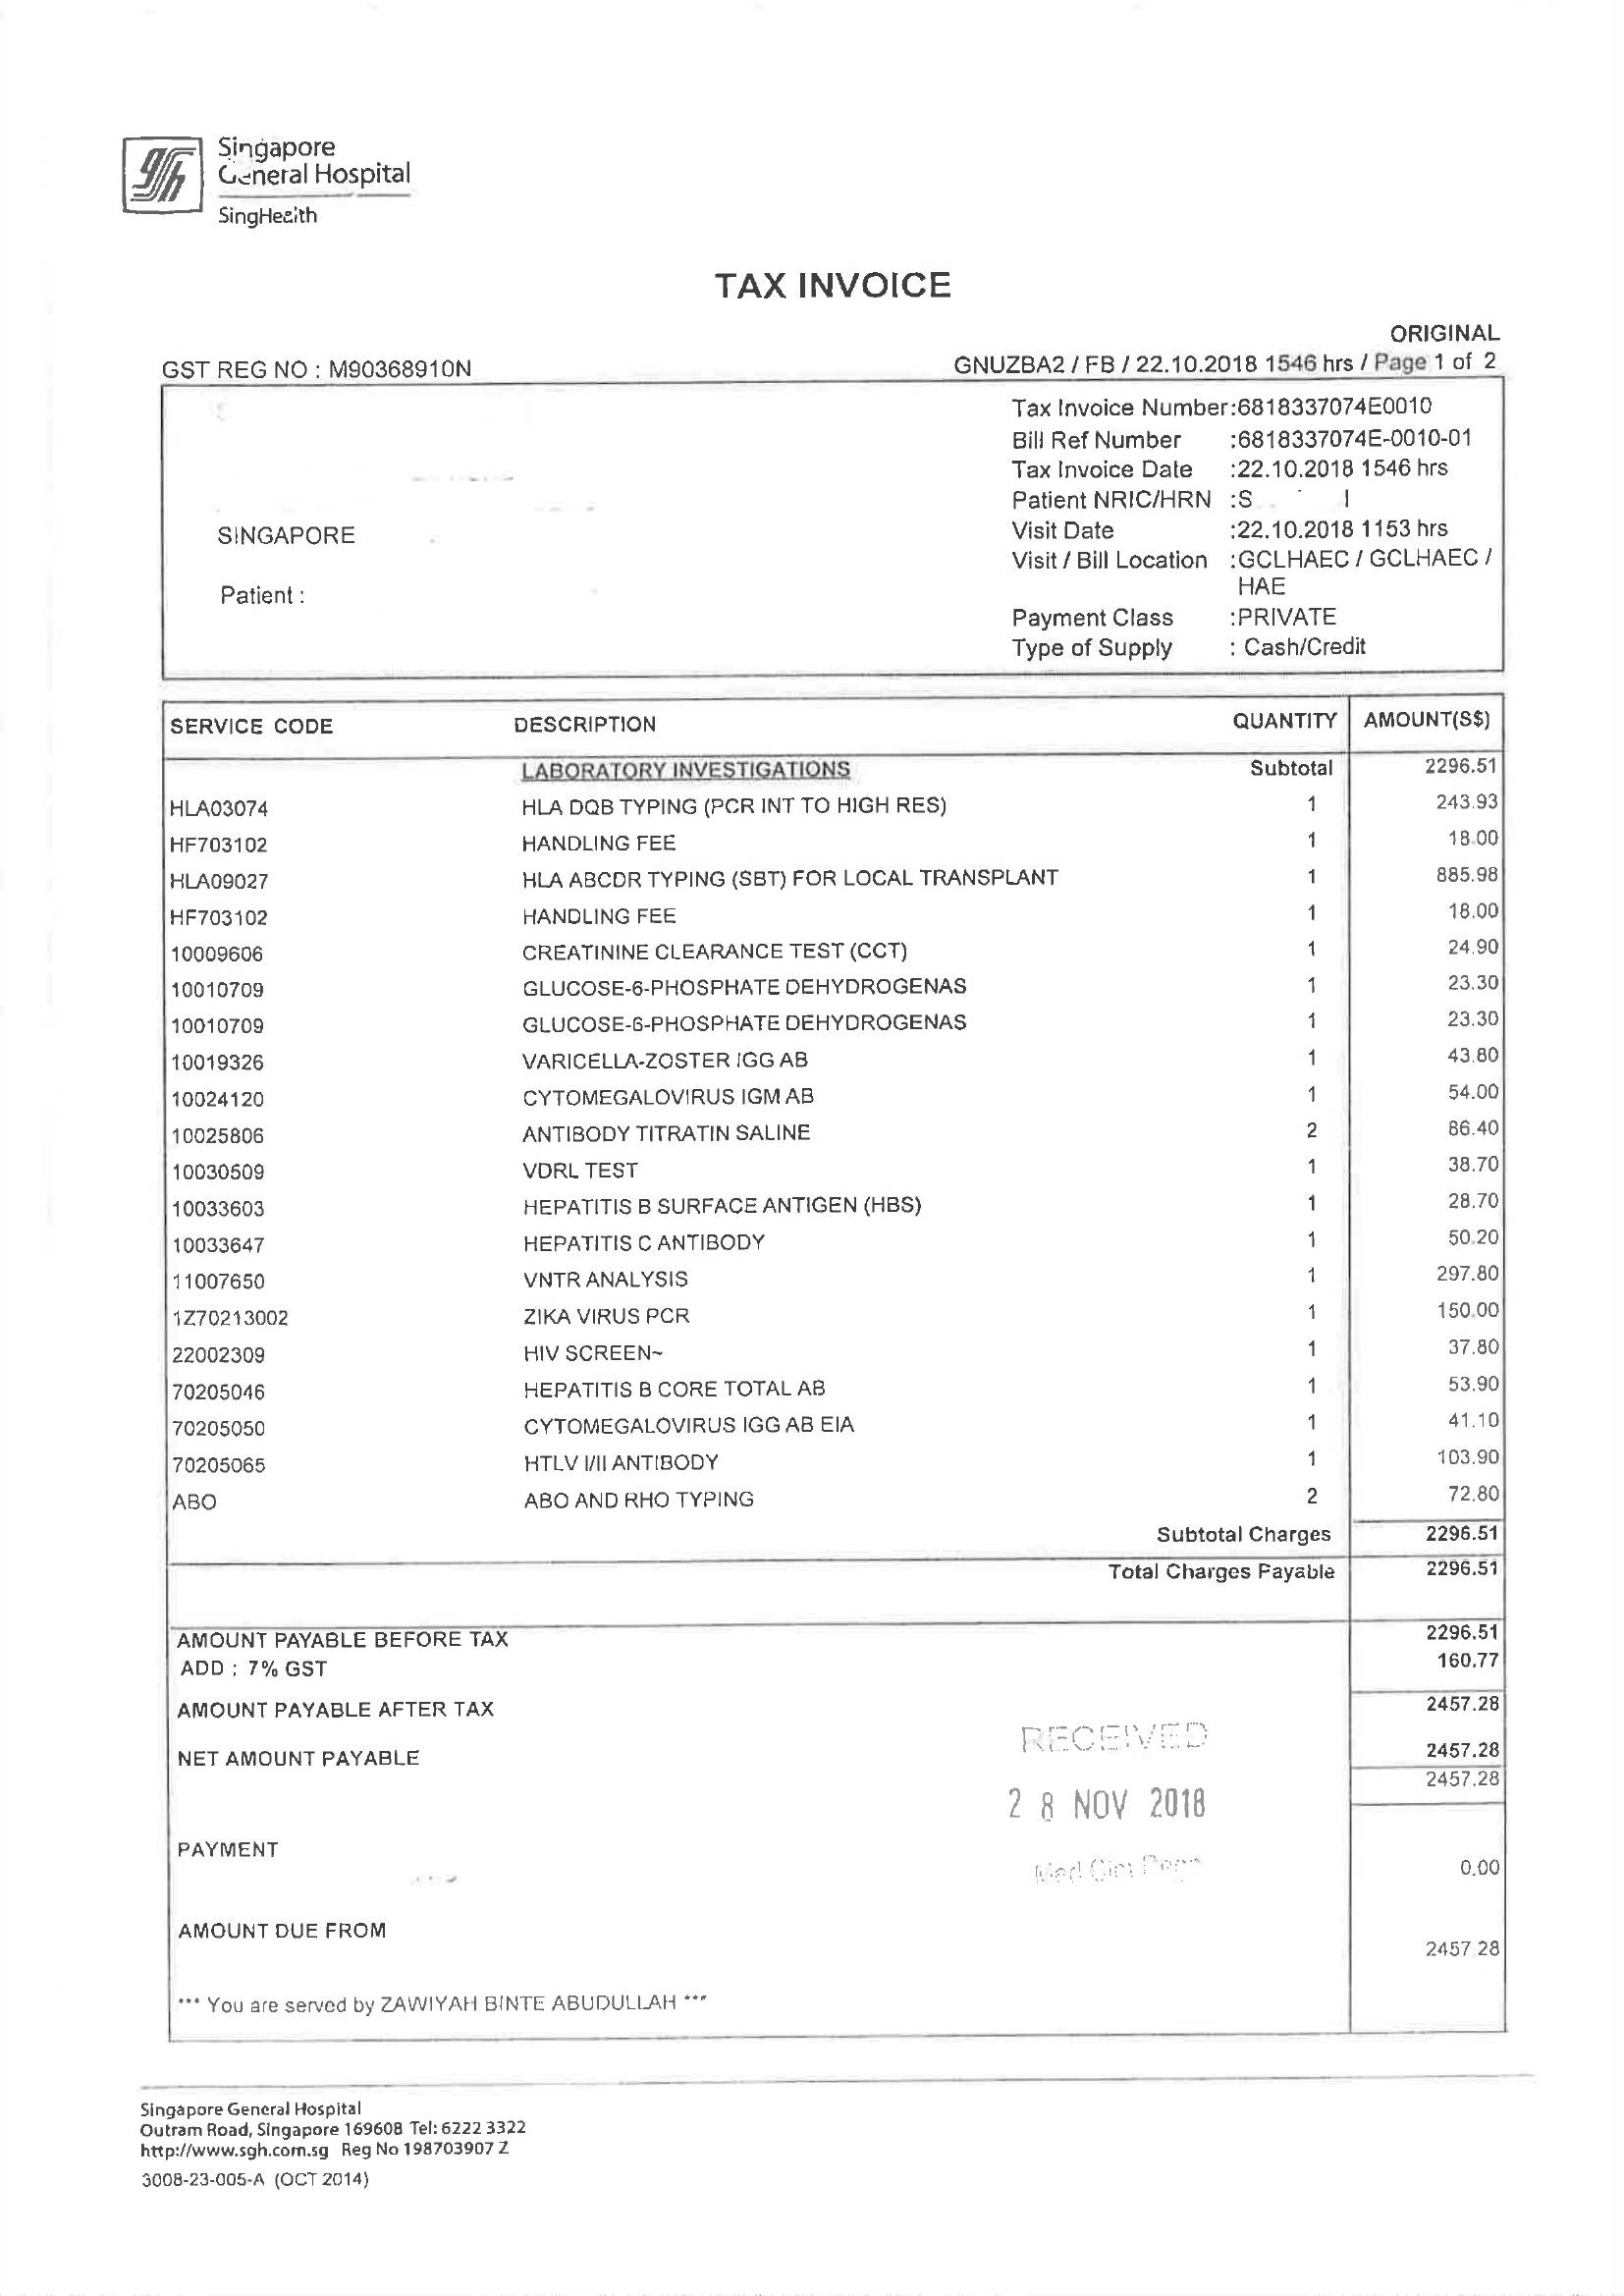 Singapore
General Hospital
SingHealth
TAX INVOICE
ORIGINAL
GST REG NO : M90368910N
GNUZBA2 / FB / 22.10.2018 1546 hrs / Page 1 of 2
Tax Invoice Number:6818337074E0010
Bill Ref Number :6818337074E-0010-01
Tax Invoice Date :22.10.2018 1546 hrs
Patient NRIC/HRN :S I
SINGAPORE
Visit Date :22.10.2018 1153 hrs
Visit / Bill Location :GCLHAEC / GCLHAEC /
HAE
Patient :
Payment Class :PRIVATE
Type of Supply : Cash/Credit
SERVICE CODE DESCRIPTION QUANTITY AMOUNT(S$)
LABORATORY INVESTIGATIONS Subtotal 2296.51
HLA03074 HLA DQB TYPING (PCR INT TO HIGH RES) 1 243.93
HF703102 HANDLING FEE 1 18.00
HLA09027 HLA ABCDR TYPING (SBT) FOR LOCAL TRANSPLANT 1 885.98
HF703102 HANDLING FEE 1 18.00
10009606 CREATININE CLEARANCE TEST (CCT) 1 24.90
10010709 GLUCOSE-6-PHOSPHATE DEHYDROGENAS 1 23.30
10010709 GLUCOSE-6-PHOSPHATE DEHYDROGENAS 1 23.30
10019326 VARICELLA-ZOSTER IGG AB 1 43.80
10024120 CYTOMEGALOVIRUS IGM AB 1 54.00
10025806 ANTIBODY TITRATIN SALINE 2 86.40
10030509 VDRL TEST 1 38.70
10033603 HEPATITIS B SURFACE ANTIGEN (HBS) 1 28.70
10033647 HEPATITIS C ANTIBODY 1 50.20
11007650 VNTR ANALYSIS 1 297.80
1Z70213002 ZIKA VIRUS PCR 1 150.00
22002309 HIV SCREEN~ 1 37.80
70205046 HEPATITIS B CORE TOTAL AB 1 53.90
70205050 CYTOMEGALOVIRUS IGG AB EIA 1 41.10
70205065 HTLV I/II ANTIBODY 1 103.90
ABO ABO AND RHO TYPING 2 72.80
Subtotal Charges 2296.51
Total Charges Payable 2296.51
AMOUNT PAYABLE BEFORE TAX 2296.51
ADD : 7% GST 160.77
AMOUNT PAYABLE AFTER TAX 2457.28
RECEIVED
NET AMOUNT PAYABLE 2457.28
2457.28
2 8 NOV 2018
PAYMENT
0.00
AMOUNT DUE FROM
2457.28
*** You are served by ZAWIYAH BINTE ABUDULLAH ***
Singapore General Hospital
Outram Road, Singapore 169608 Tel: 6222 3322
http://www.sgh.com.sg Reg No 198703907 Z
3008-23-005-A (OCT 2014)